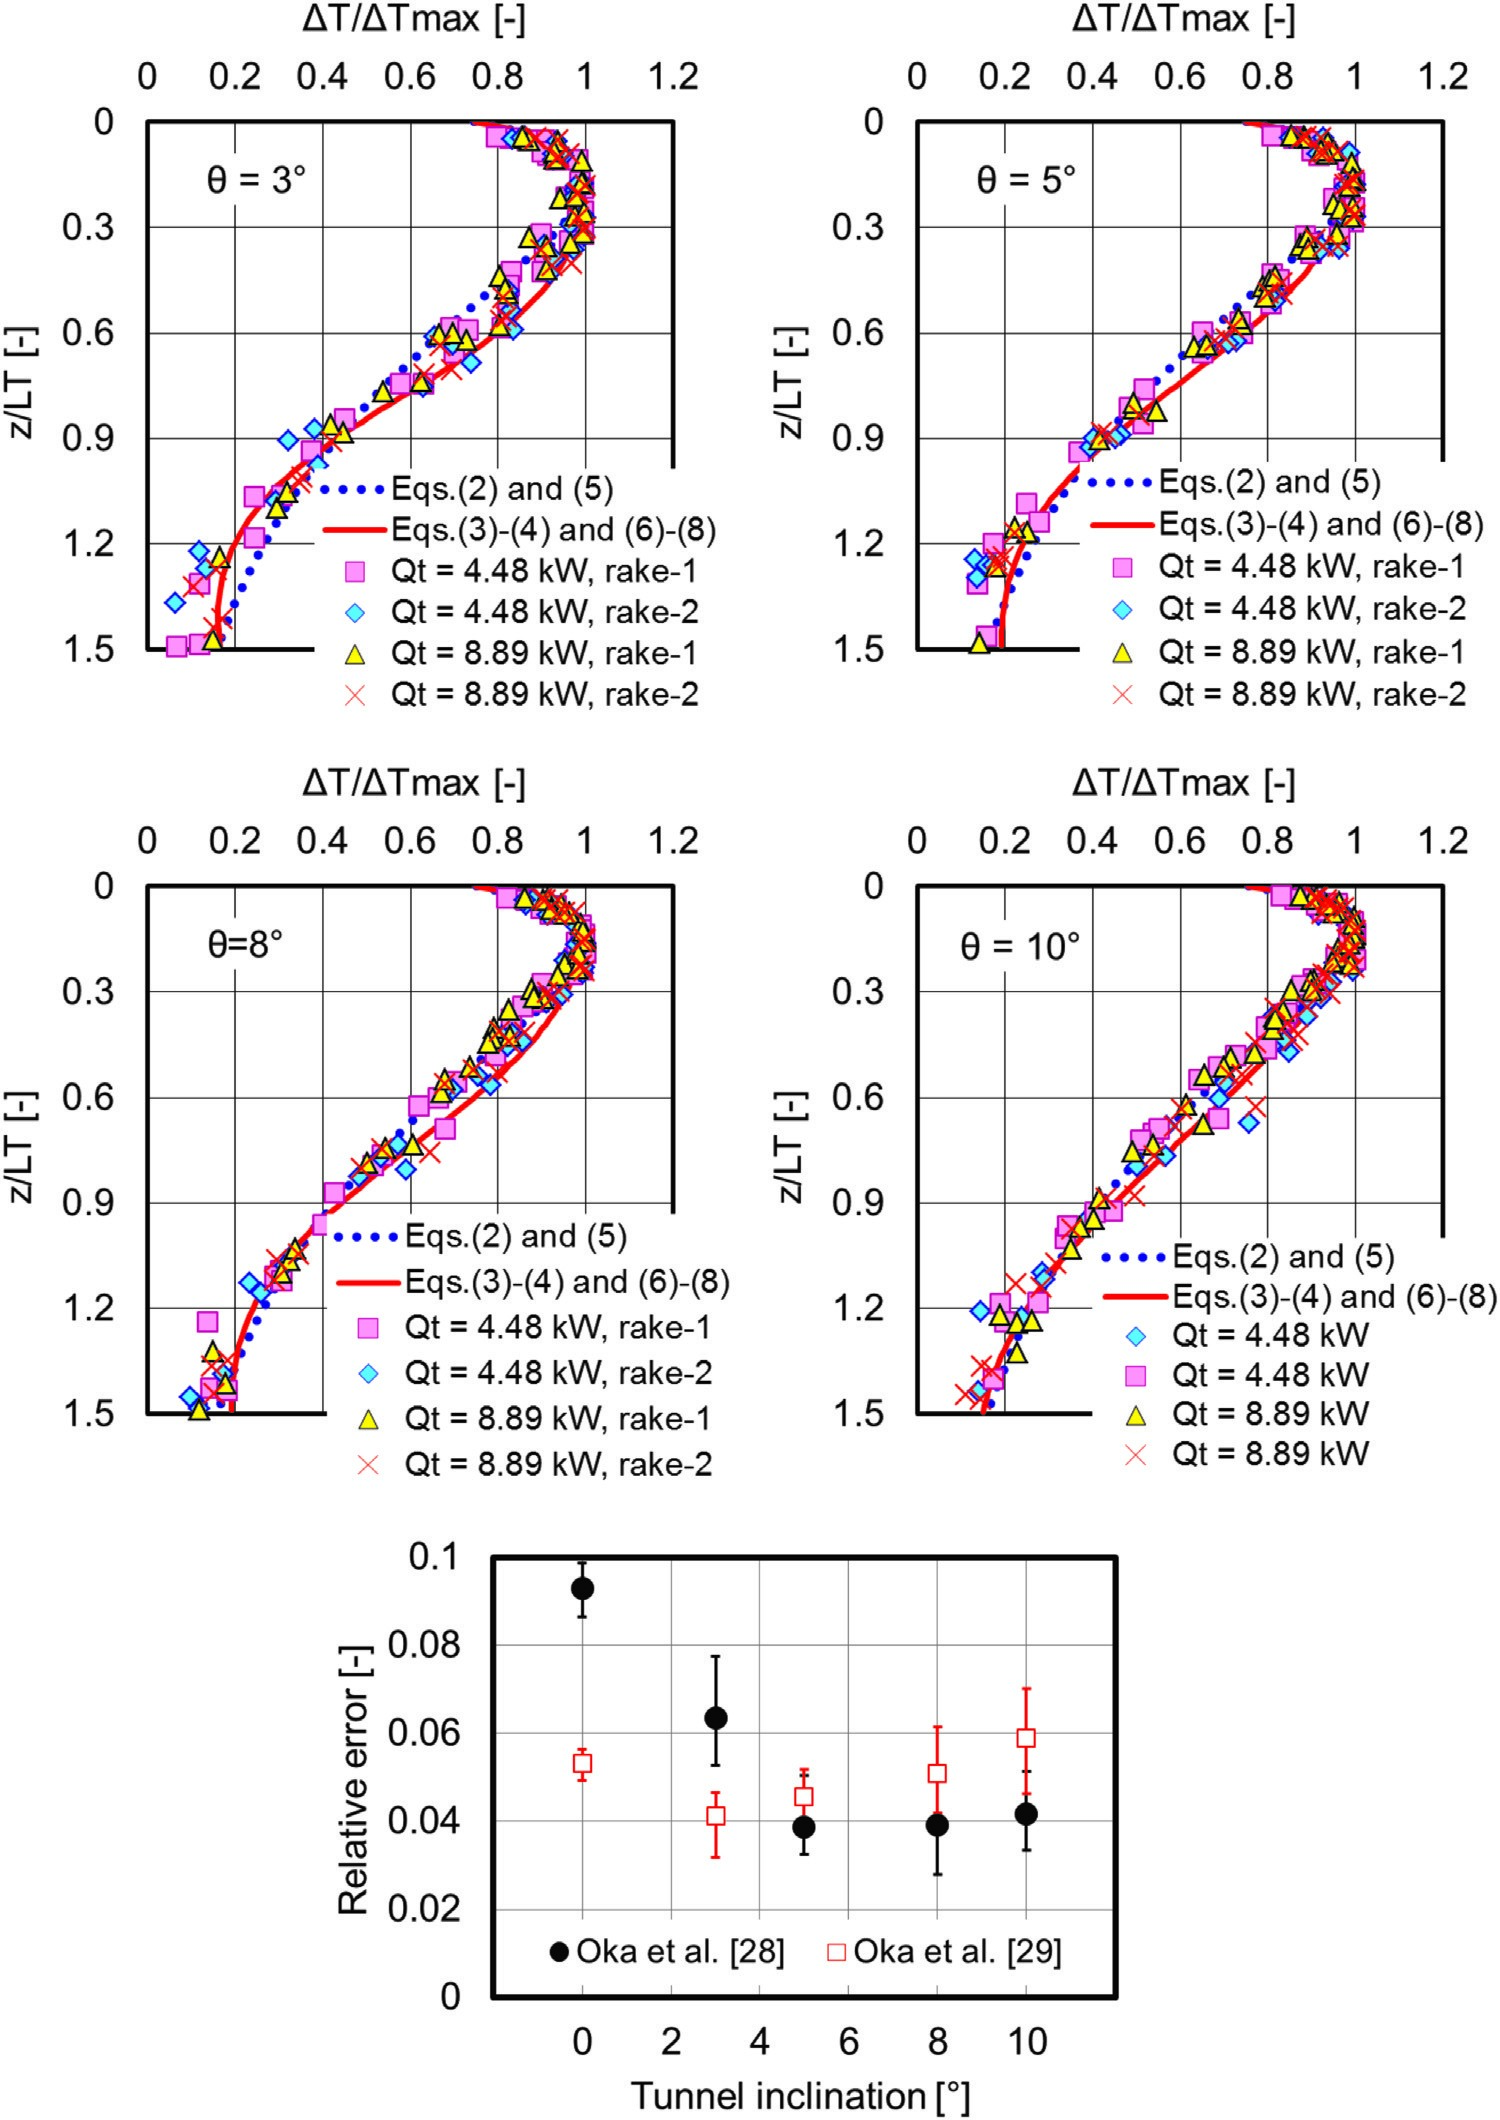 ΔT/ΔTmax [-]
ΔT/ΔTmax [-]
0 0.2 0.4 0.6 0.8 1 1.2
0 0.2 0.4 0.6 0.8 1 1.2
0
0.3
0.6
0.9
1.2
1.5
z/LT [-]
θ = 3°
Eqs.(2) and (5)
Eqs.(3)-(4) and (6)-(8)
Qt = 4.48 kW, rake-1
Qt = 4.48 kW, rake-2
Qt = 8.89 kW, rake-1
Qt = 8.89 kW, rake-2
0
0.3
0.6
0.9
1.2
1.5
z/LT [-]
θ = 5°
Eqs.(2) and (5)
Eqs.(3)-(4) and (6)-(8)
Qt = 4.48 kW, rake-1
Qt = 4.48 kW, rake-2
Qt = 8.89 kW, rake-1
Qt = 8.89 kW, rake-2
ΔT/ΔTmax [-]
ΔT/ΔTmax [-]
0 0.2 0.4 0.6 0.8 1 1.2
0 0.2 0.4 0.6 0.8 1 1.2
0
0.3
0.6
0.9
1.2
1.5
z/LT [-]
θ=8°
Eqs.(2) and (5)
Eqs.(3)-(4) and (6)-(8)
Qt = 4.48 kW, rake-1
Qt = 4.48 kW, rake-2
Qt = 8.89 kW, rake-1
Qt = 8.89 kW, rake-2
0
0.3
0.6
0.9
1.2
1.5
z/LT [-]
θ = 10°
Eqs.(2) and (5)
Eqs.(3)-(4) and (6)-(8)
Qt = 4.48 kW
Qt = 4.48 kW
Qt = 8.89 kW
Qt = 8.89 kW
0.1
0.08
0.06
0.04
0.02
0
Relative error [-]
Oka et al. [28] Oka et al. [29]
0 2 4 6 8 10
Tunnel inclination [°]